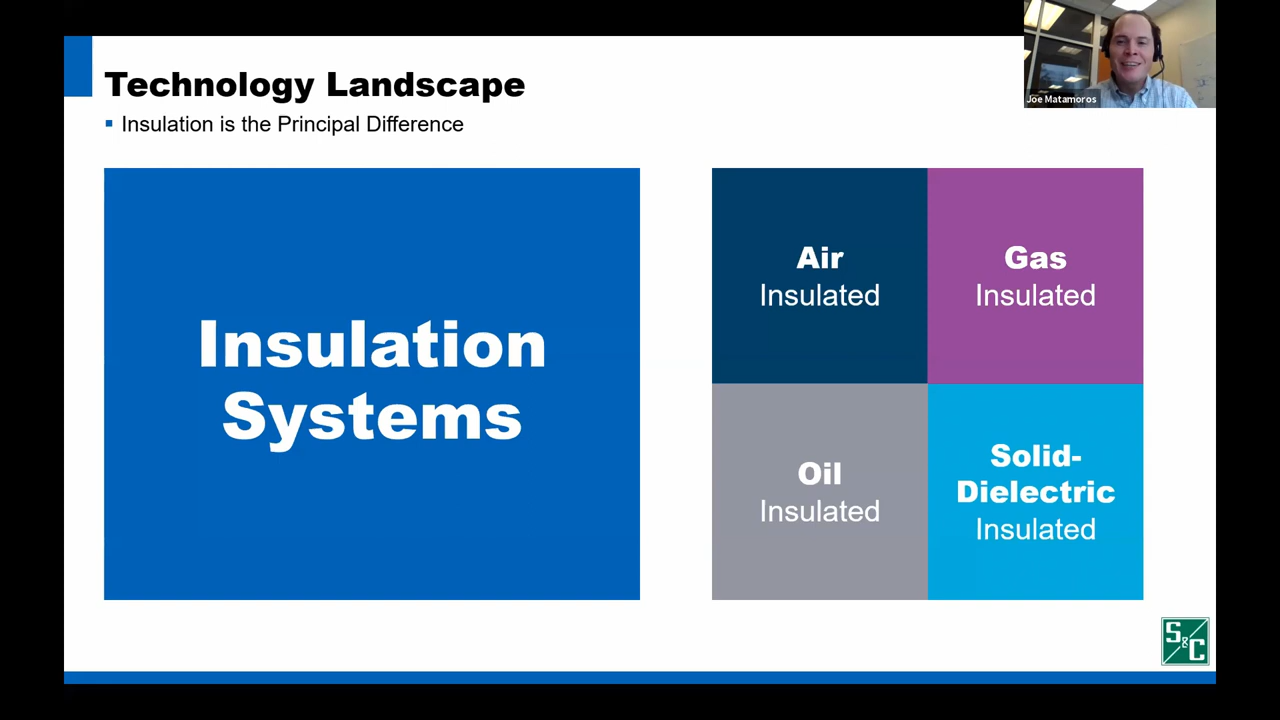 Technology Landscape
Insulation is the Principal Difference
Joe Matamoros
Insulation
Systems
Air
Insulated
Gas
Insulated
Oil
Insulated
Solid-
Dielectric
Insulated
S&C